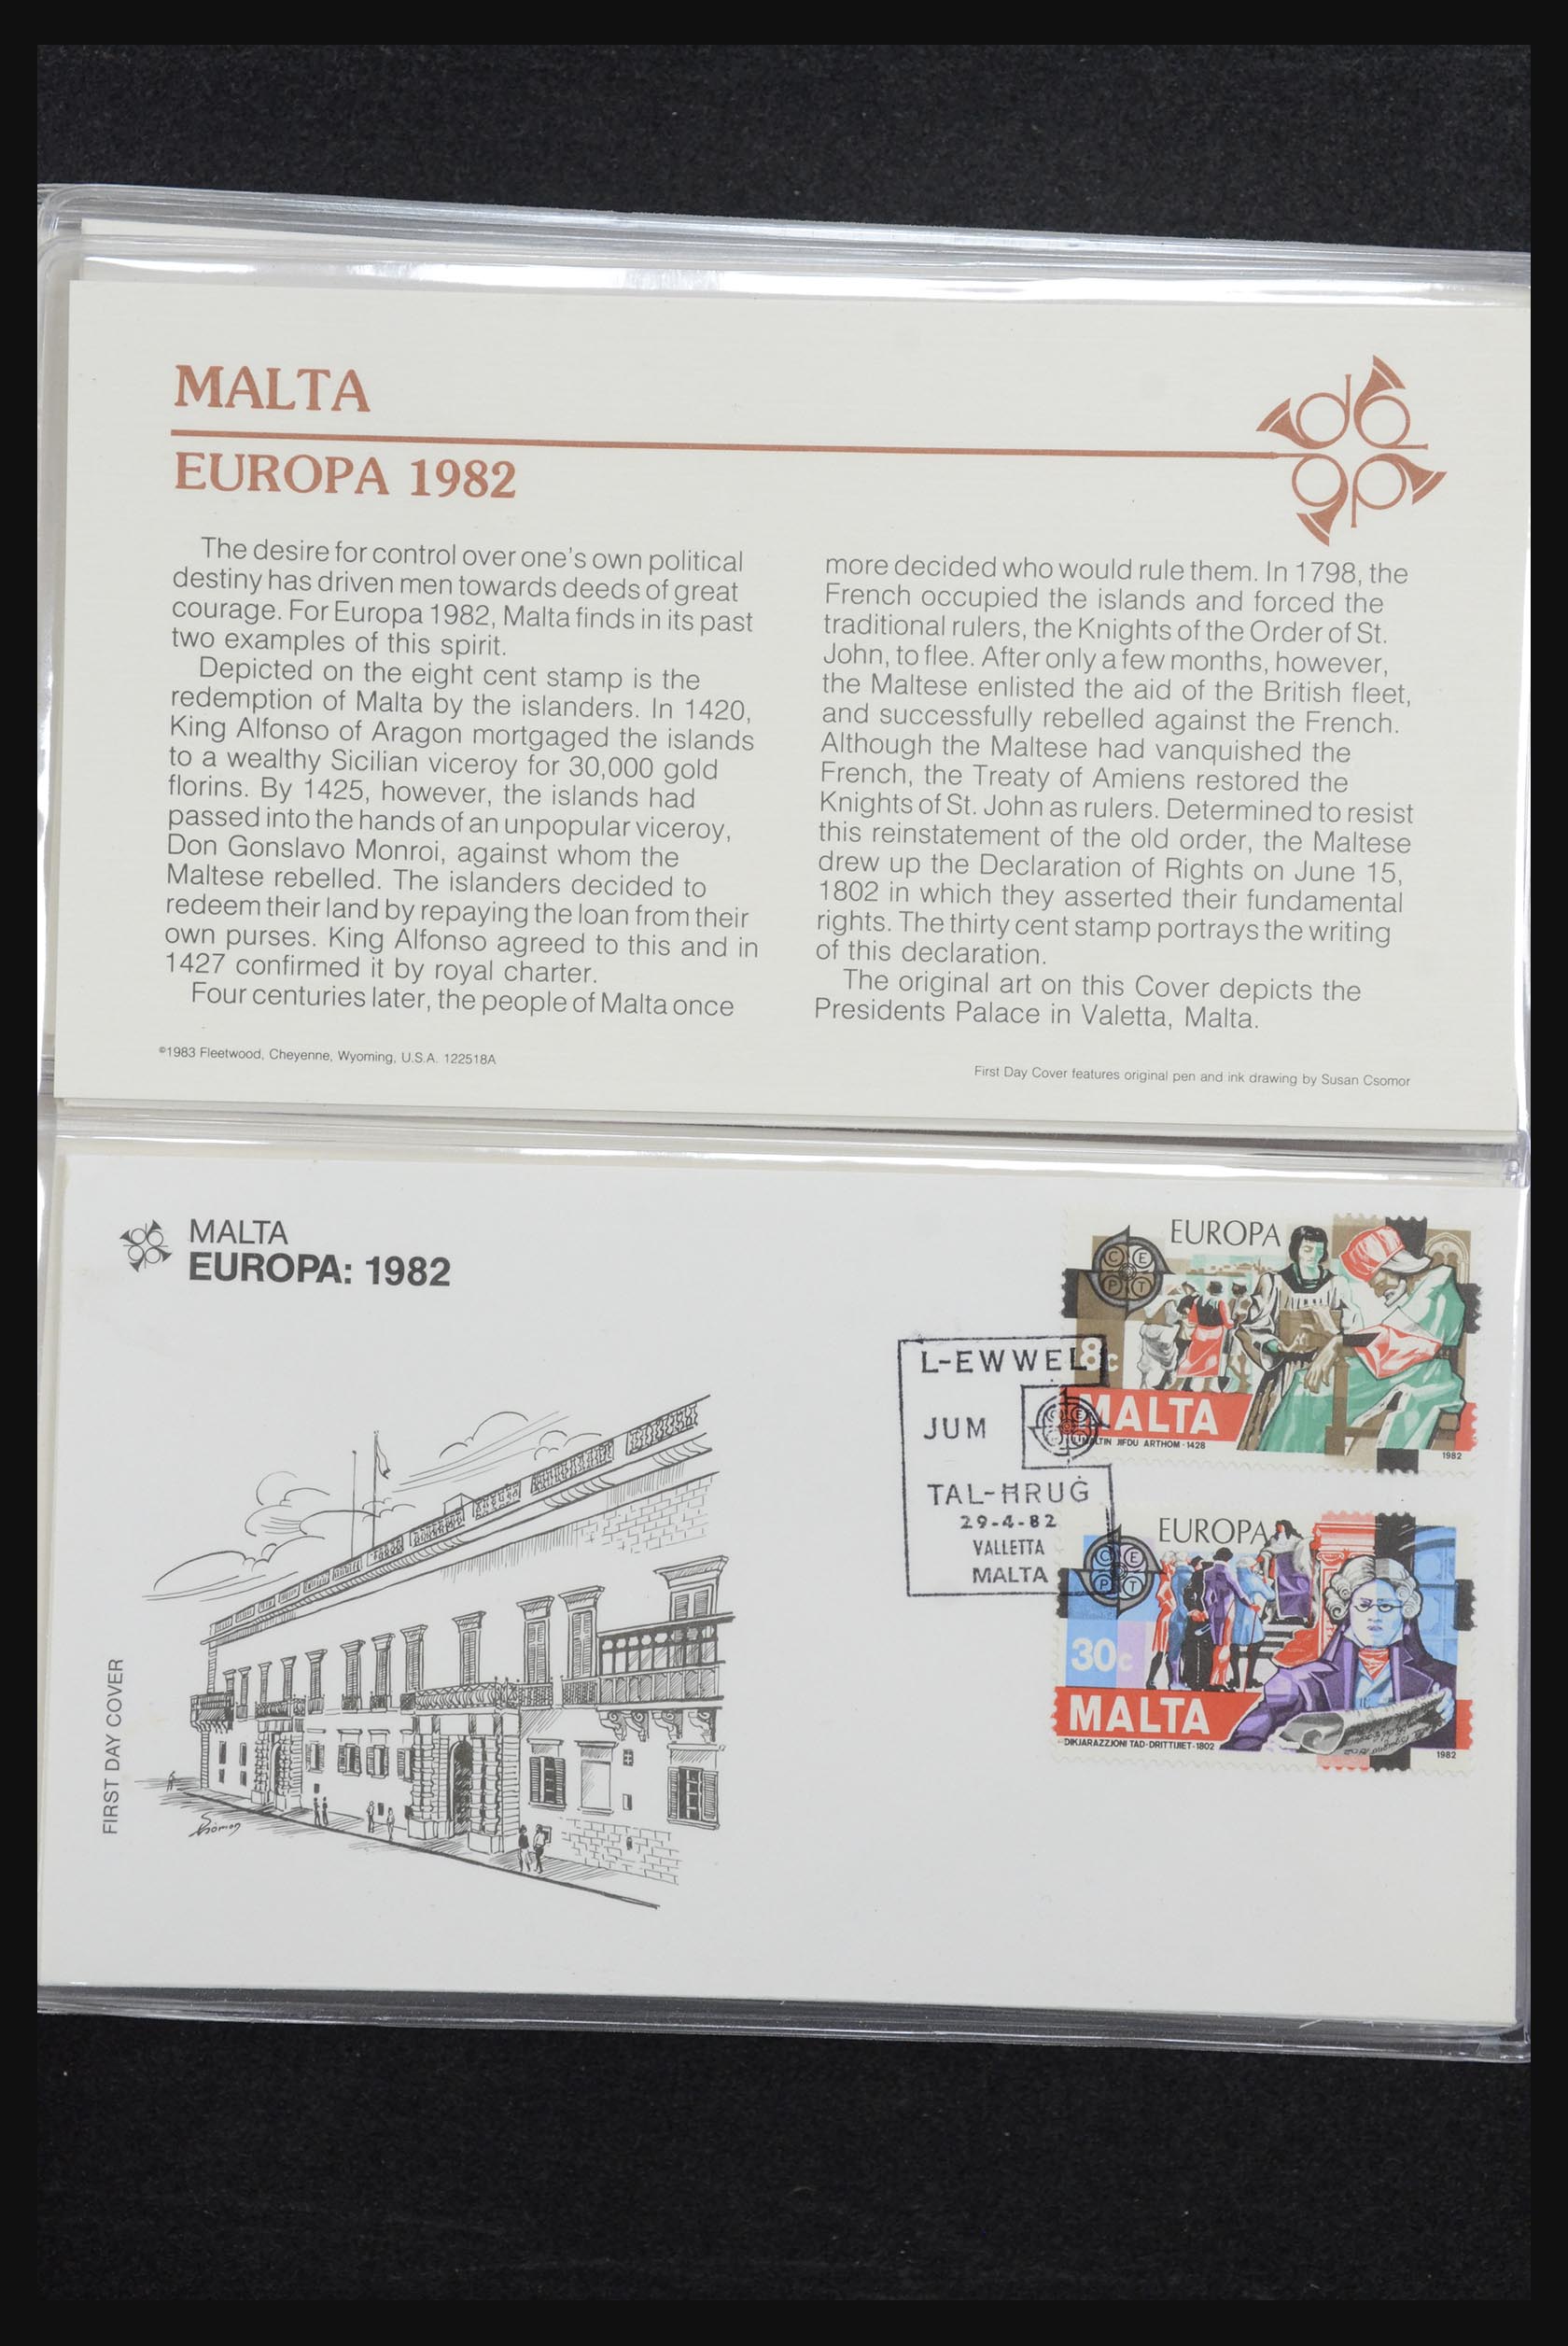 MALTA
EUROPA 1982
The desire for control over one's own political
destiny has driven men towards deeds of great
courage. For Europa 1982, Malta finds in its past
two examples of this spirit.
Depicted on the eight cent stamp is the
redemption of Malta by the islanders. In 1420,
King Alfonso of Aragon mortgaged the islands
to a wealthy Sicilian viceroy for 30,000 gold
florins. By 1425, however, the islands had
passed into the hands of an unpopular viceroy,
Don Gonslavo Monroi, against whom the
Maltese rebelled. The islanders decided to
redeem their land by repaying the loan from their
own purses. King Alfonso agreed to this and in
1427 confirmed it by royal charter.
Four centuries later, the people of Malta once
more decided who would rule them. In 1798, the
French occupied the islands and forced the
traditional rulers, the Knights of the Order of St.
John, to flee. After only a few months, however,
the Maltese enlisted the aid of the British fleet,
and successfully rebelled against the French.
Although the Maltese had vanquished the
French, the Treaty of Amiens restored the
Knights of St. John as rulers. Determined to resist
this reinstatement of the old order, the Maltese
drew up the Declaration of Rights on June 15,
1802 in which they asserted their fundamental
rights. The thirty cent stamp portrays the writing
of this declaration.
The original art on this Cover depicts the
Presidents Palace in Valetta, Malta.
©1983 Fleetwood, Cheyenne, Wyoming, U.S.A. 122518A
First Day Cover features original pen and ink drawing by Susan Csomor
MALTA
EUROPA: 1982
FIRST DAY COVER
Csomor
L-EWWEL
JUM
TAL-ĦRUĠ
29-4-82
VALLETTA
MALTA
EUROPA
C E
P T
8c
MALTA
MALTIN JIFDU ARTHOM·1428
1982
EUROPA
C E
P T
30c
MALTA
DIKJARAZZJONI TAD-DRITTIJIET·1802
1982